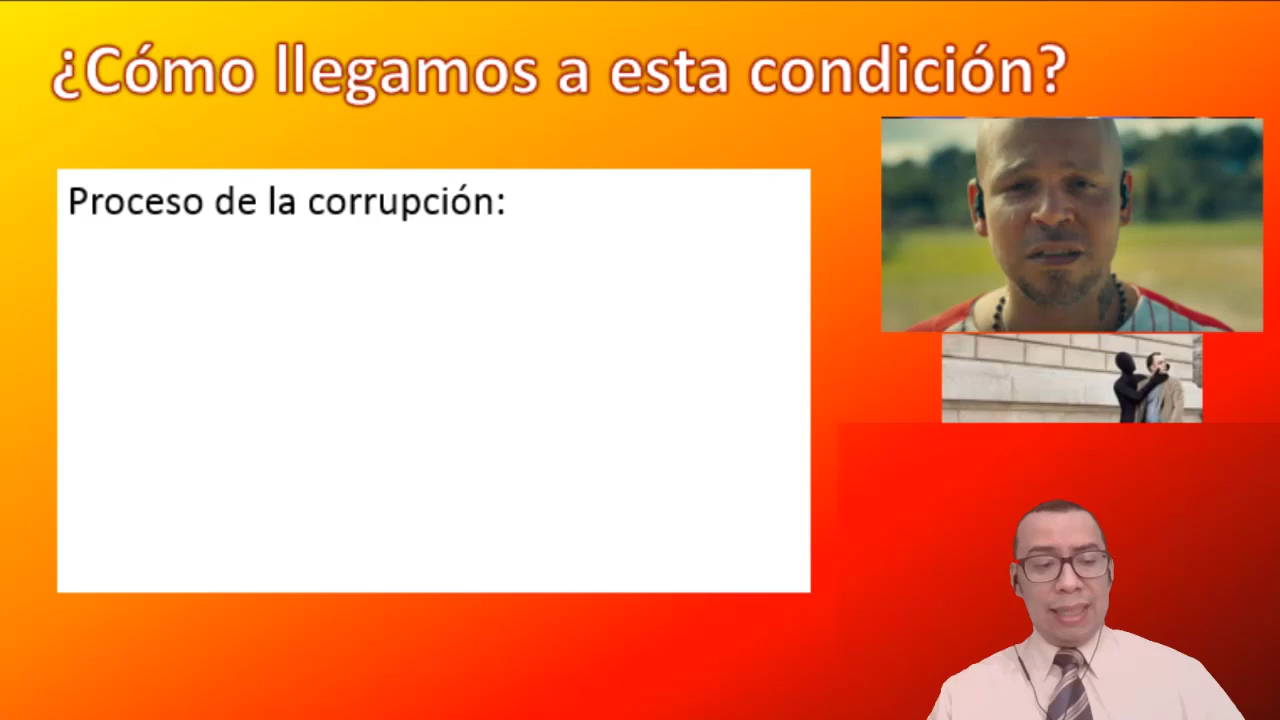 ¿Cómo llegamos a esta condición?
Proceso de la corrupción: